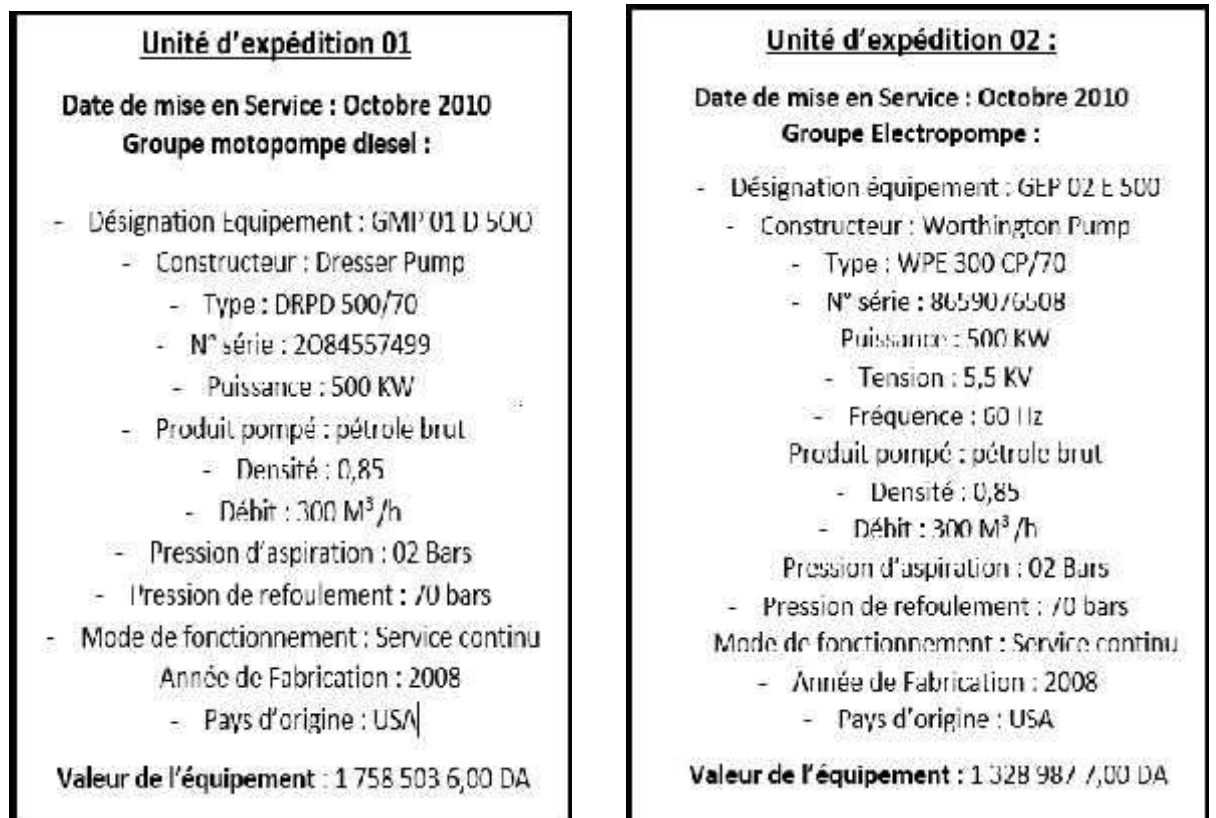 Unité d'expédition 01
Date de mise en Service : Octobre 2010
Groupe motopompe diesel :
- Désignation Equipement : GMP 01 D 500
- Constructeur : Dresser Pump
- Type : DRPD 500/70
- N° série : 2084557499
- Puissance : 500 KW
- Produit pompé : pétrole brut
- Densité : 0,85
- Débit : 300 M³/h
- Pression d'aspiration : 02 Bars
- Pression de refoulement : 70 bars
- Mode de fonctionnement : Service continu
Année de Fabrication : 2008
- Pays d'origine : USA
Valeur de l'équipement : 1 758 503 6,00 DA
Unité d'expédition 02 :
Date de mise en Service : Octobre 2010
Groupe Electropompe :
- Désignation équipement : GEP 02 E 500
- Constructeur : Worthington Pump
- Type : WPE 300 CP/70
- N° série : 8659076508
Puissance : 500 KW
- Tension : 5,5 KV
- Fréquence : 60 Hz
Produit pompé : pétrole brut
- Densité : 0,85
- Débit : 300 M³/h
Pression d'aspiration : 02 Bars
- Pression de refoulement : 70 bars
Mode de fonctionnement : Service continu
- Année de Fabrication : 2008
- Pays d'origine : USA
Valeur de l'équipement : 1 328 987 7,00 DA